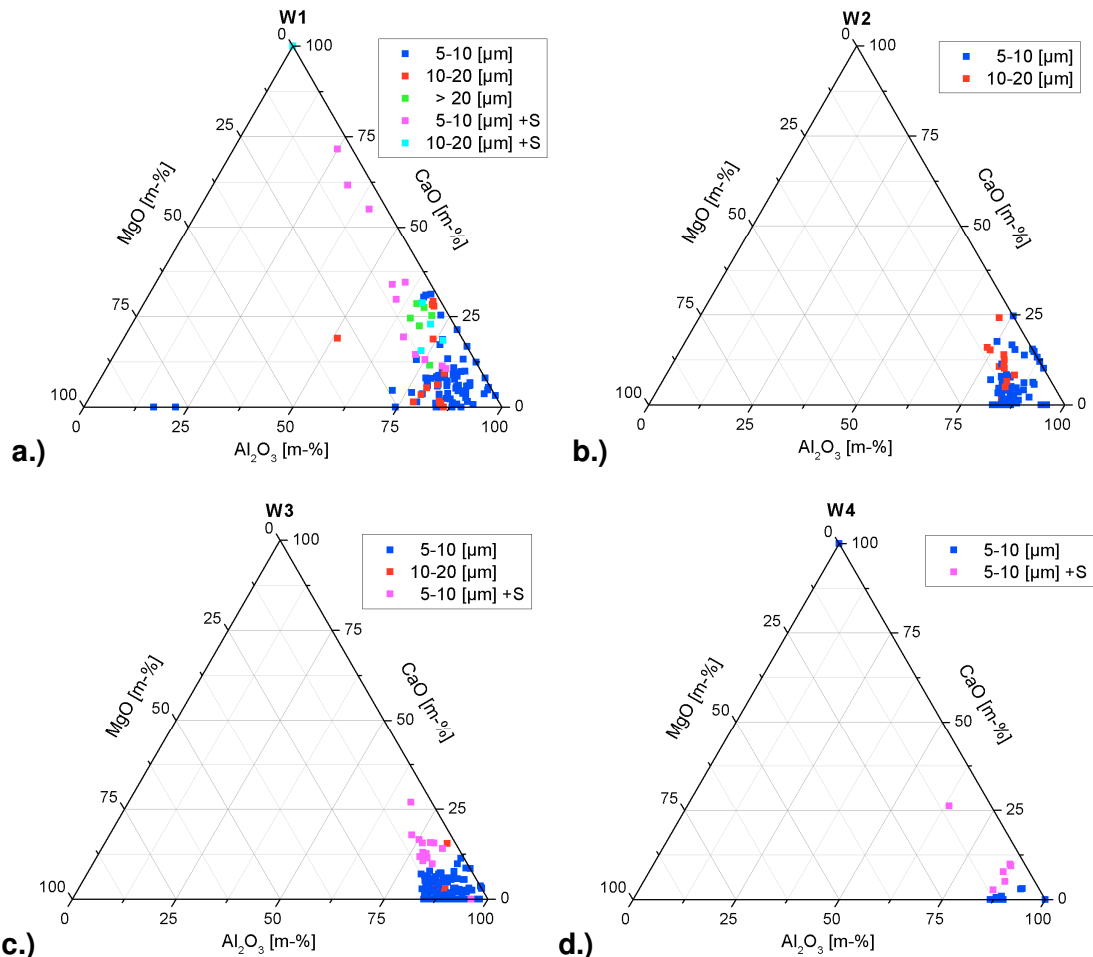 W1
0
100
5-10 [µm]
10-20 [µm]
> 20 [µm]
5-10 [µm] +S
10-20 [µm] +S
25
75
MgO [m-%]
CaO [m-%]
50
50
75
25
100
0
0
25
50
75
100
Al₂O₃ [m-%]
a.)
W2
0
100
5-10 [µm]
10-20 [µm]
25
75
MgO [m-%]
CaO [m-%]
50
50
75
25
100
0
0
25
50
75
100
Al₂O₃ [m-%]
b.)
W3
0
100
5-10 [µm]
10-20 [µm]
5-10 [µm] +S
25
75
MgO [m-%]
CaO [m-%]
50
50
75
25
100
0
0
25
50
75
100
Al₂O₃ [m-%]
c.)
W4
0
100
5-10 [µm]
5-10 [µm] +S
25
75
MgO [m-%]
CaO [m-%]
50
50
75
25
100
0
0
25
50
75
100
Al₂O₃ [m-%]
d.)